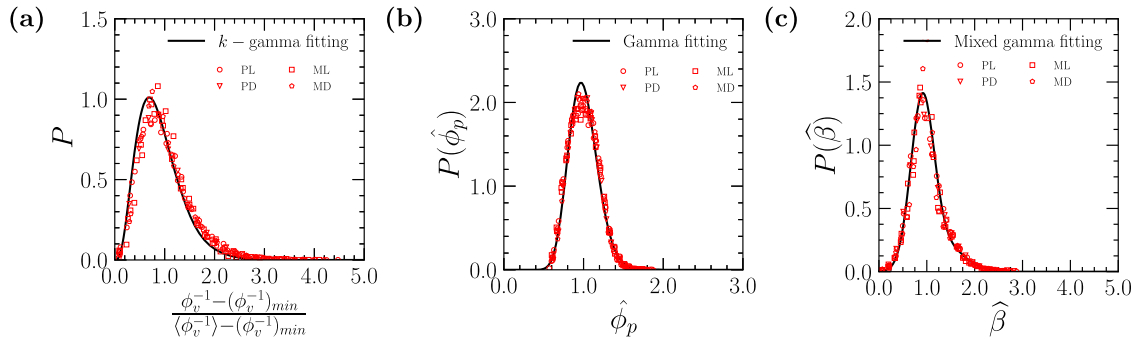 (a)
P
k − gamma fitting
PL ML
PD MD
1.5
1.0
0.5
0.0
0.0 1.0 2.0 3.0 4.0 5.0
ϕ_v^{-1}−(ϕ_v^{-1})_{min}
⟨ϕ_v^{-1}⟩−(ϕ_v^{-1})_{min}
(b)
P(ϕ̂_p)
Gamma fitting
PL ML
PD MD
3.0
2.0
1.0
0.0
0.0 1.0 2.0 3.0
ϕ̂_p
(c)
P(β̂)
Mixed gamma fitting
PL ML
PD MD
2.0
1.5
1.0
0.5
0.0
0.0 1.0 2.0 3.0 4.0 5.0
β̂